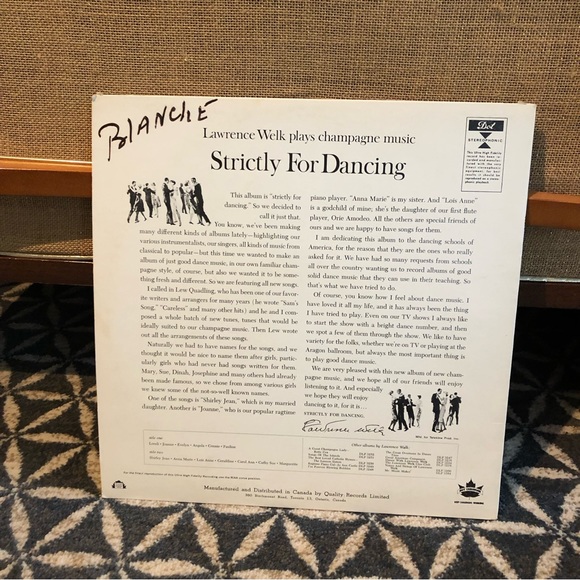 BLANCHE
Lawrence Welk plays champagne music
Strictly For Dancing
Dot
STEREOPHONIC
This album is "strictly for
dancing." So we decided to
call it just that.
You know, we've been making
many different kinds of albums lately—highlighting our
various instrumentalists, our singers, all kinds of music from
classical to popular—but this time we wanted to make an
album of just good dance music, in our own familiar cham-
pagne style, of course, but also we wanted it to be some-
thing fresh and different. So we are featuring all new songs.
I called in Lew Quadling, who has been one of our favor-
ite writers and arrangers for many years (he wrote "Sam's
Song," "Careless" and many other hits) and he and I com-
posed a whole batch of new tunes, tunes that would be
ideally suited to our champagne music. Then Lew wrote
out all the arrangements of these songs.
Naturally we had to have names for the songs, and we
thought it would be nice to name them after girls, partic-
ularly girls who had never had songs written for them.
Mary, Sue, Dinah, Josephine and many others had already
been made famous, so we chose from among various girls
we knew some of the not-so-well known names.
One of the songs is "Shirley Jean," which is my married
daughter. Another is "Joanne," who is our popular ragtime
piano player. "Anna Marie" is my sister. And "Lois Anne"
is a godchild of mine; she's the daughter of our first flute
player, Orie Amodeo. All the others are special friends of
ours and we are happy to have songs for them.
I am dedicating this album to the dancing schools of
America, for the reason that they are the ones who really
asked for it. We have had so many requests from schools
all over the country wanting us to record albums of good
solid dance music that they can use in their teaching. So
that's what we have tried to do.
Of course, you know how I feel about dance music. I
have loved it all my life, and it has always been the thing
I have tried to play. Even on our TV shows I always like
to start the show with a bright dance number, and then
we spot a few of them through the show. We like to have
variety for the folks, whether we're on TV or playing at the
Aragon ballroom, but always the most important thing is
to play good dance music.
We are very pleased with this new album of new cham-
pagne music, and we hope all of our friends will enjoy
listening to it. And especially
we hope they will enjoy
dancing to it, for it is...
STRICTLY FOR DANCING.
Lawrence Welk
Other albums by Lawrence Welk:
Manufactured and Distributed in Canada by Quality Records Limited